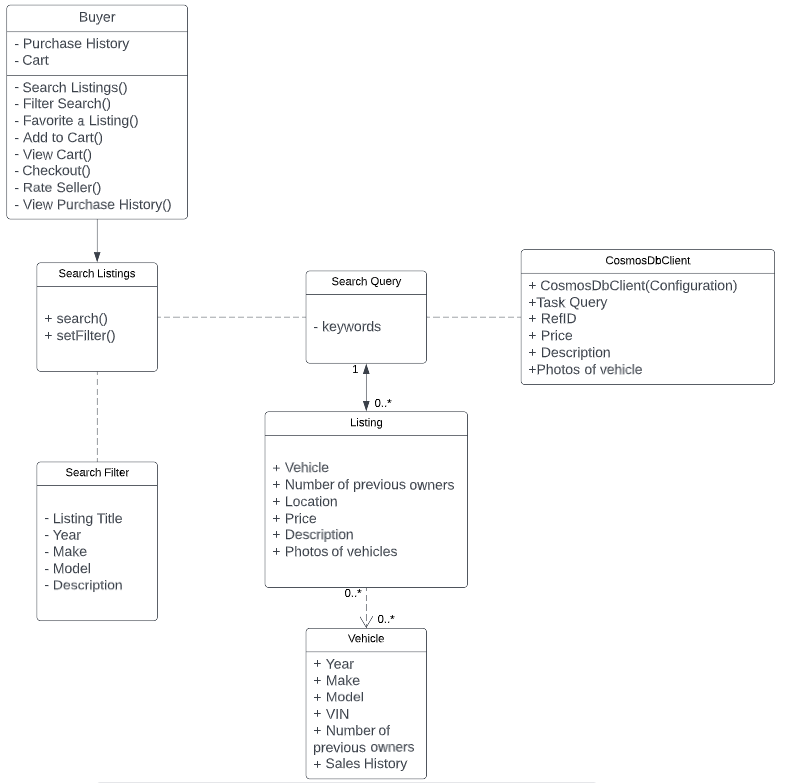 Buyer
- Purchase History
- Cart
- Search Listings()
- Filter Search()
- Favorite a Listing()
- Add to Cart()
- View Cart()
- Checkout()
- Rate Seller()
- View Purchase History()
Search Listings
+ search()
+ setFilter()
Search Query
- keywords
CosmosDbClient
+ CosmosDbClient(Configuration)
+Task Query
+ RefID
+ Price
+ Description
+Photos of vehicle
1
0..*
Listing
+ Vehicle
+ Number of previous owners
+ Location
+ Price
+ Description
+ Photos of vehicles
Search Filter
- Listing Title
- Year
- Make
- Model
- Description
0..*
0..*
Vehicle
+ Year
+ Make
+ Model
+ VIN
+ Number of
previous owners
+ Sales History